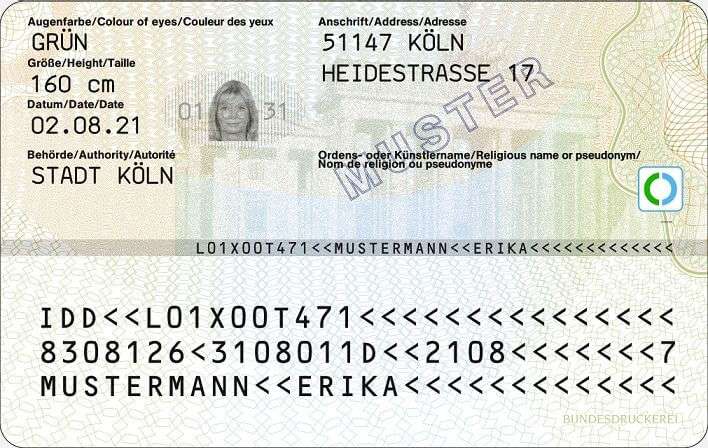 Augenfarbe/Colour of eyes/Couleur des yeux
GRÜN
Größe/Height/Taille
160 cm
Datum/Date/Date
02.08.21
01 31
Behörde/Authority/Autorité
STADT KÖLN
Anschrift/Address/Adresse
51147 KÖLN
HEIDESTRASSE 17
MUSTER
Ordens- oder Künstlername/Religious name or pseudonym/
Nom de religion ou pseudonyme
L01X00T471<<MUSTERMANN<<ERIKA<<<<<<<<<<<<<
IDD<<L01X00T471<<<<<<<<<<<<<<<
8308126<3108011D<<2108<<<<<<<7
MUSTERMANN<<ERIKA<<<<<<<<<<<<<
BUNDESDRUCKEREI